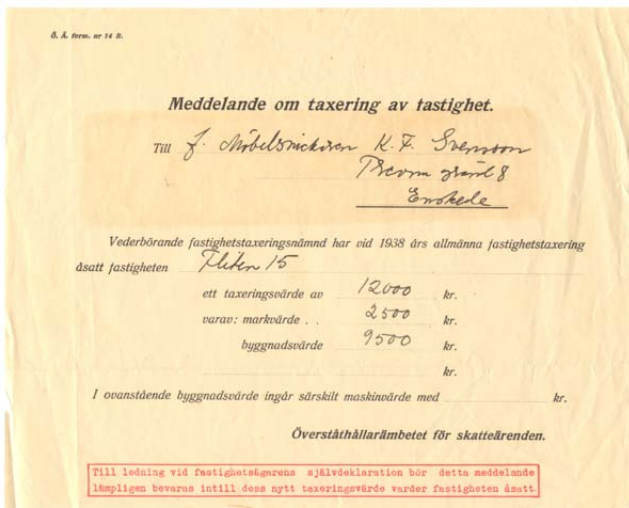 Ö. Ä. form. nr 14 B.
Meddelande om taxering av fastighet.
Till f. Möbelsnickaren K. F. Svensson
gränd 8
Enskede
Vederbörande fastighetstaxeringsnämnd har vid 1938 års allmänna fastighetstaxering
åsatt fastigheten Fliten 15
ett taxeringsvärde av 12000 kr.
varav: markvärde . . 2500 kr.
byggnadsvärde 9500 kr.
kr.
I ovanstående byggnadsvärde ingår särskilt maskinvärde med kr.
Överståthållarämbetet för skatteärenden.
Till ledning vid fastighetsägarens självdeklaration bör detta meddelande
lämpligen bevaras intill dess nytt taxeringsvärde varder fastigheten åsatt